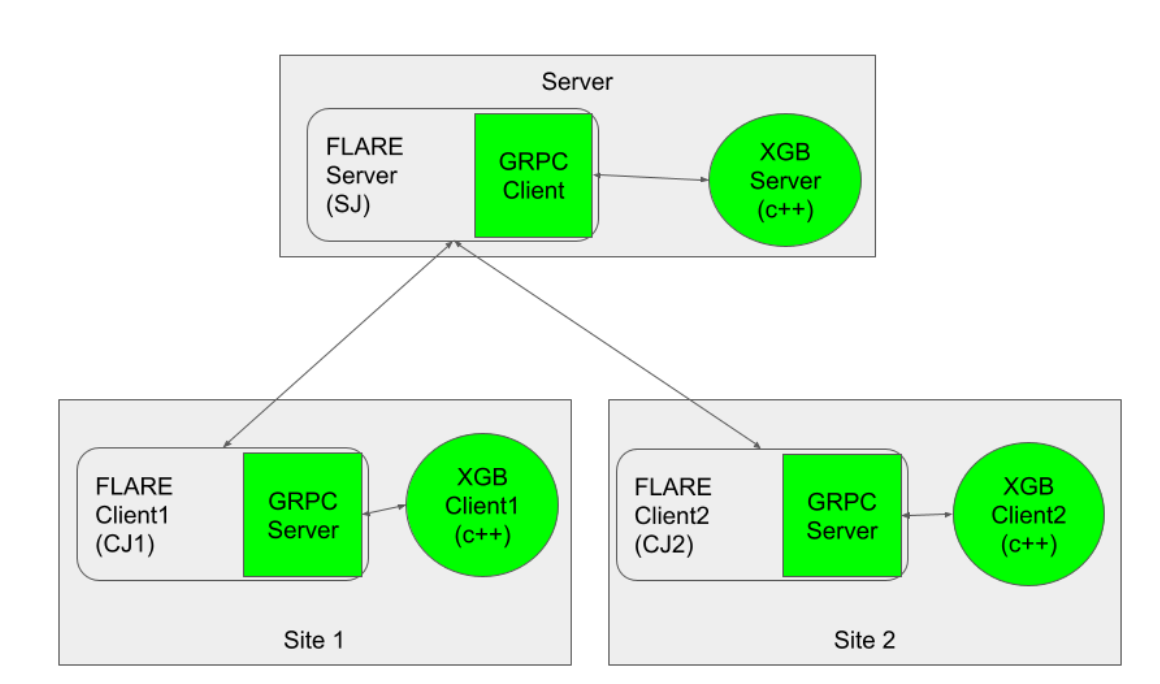 Server
FLARE
Server
(SJ)
GRPC
Client
XGB
Server
(c++)
FLARE
Client1
(CJ1)
GRPC
Server
XGB
Client1
(c++)
Site 1
FLARE
Client2
(CJ2)
GRPC
Server
XGB
Client2
(c++)
Site 2